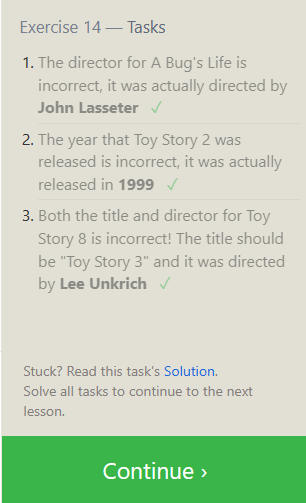 Exercise 14 — Tasks
1. The director for A Bug's Life is
incorrect, it was actually directed by
John Lasseter ✓
2. The year that Toy Story 2 was
released is incorrect, it was actually
released in 1999 ✓
3. Both the title and director for Toy
Story 8 is incorrect! The title should
be "Toy Story 3" and it was directed
by Lee Unkrich ✓
Stuck? Read this task's Solution.
Solve all tasks to continue to the next
lesson.
Continue ›